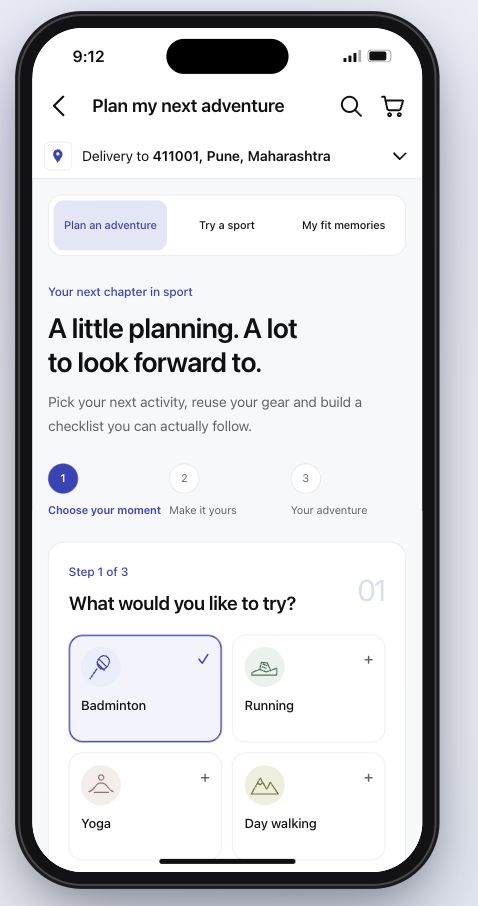 9:12
Plan my next adventure
Delivery to 411001, Pune, Maharashtra
Plan an adventure Try a sport My fit memories
Your next chapter in sport
A little planning. A lot
to look forward to.
Pick your next activity, reuse your gear and build a
checklist you can actually follow.
1 2 3
Choose your moment Make it yours Your adventure
Step 1 of 3
01
What would you like to try?
Badminton Running
Yoga Day walking